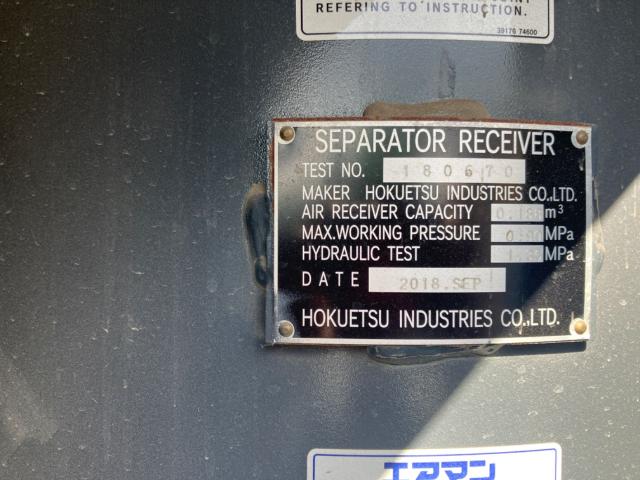 REFERING TO INSTRUCTION.
39176 74600
SEPARATOR RECEIVER
TEST NO. 180670
MAKER HOKUETSU INDUSTRIES CO.,LTD.
AIR RECEIVER CAPACITY m³
MAX.WORKING PRESSURE MPa
HYDRAULIC TEST MPa
DATE 2018.SEP
HOKUETSU INDUSTRIES CO.,LTD.
エアマン